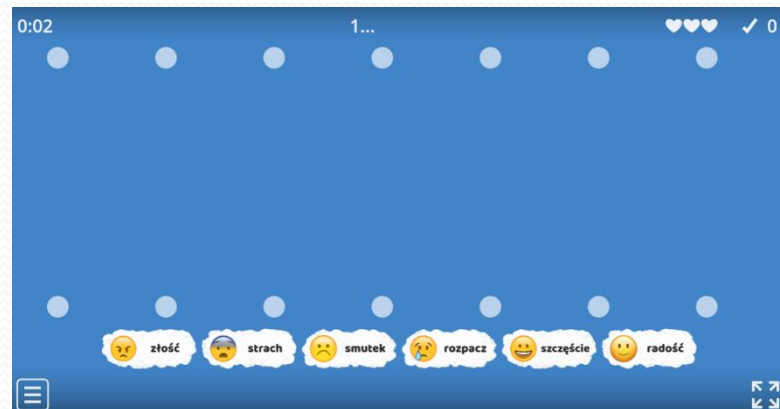 0:02 1... ✓ 0
złość strach smutek rozpacz szczęście radość